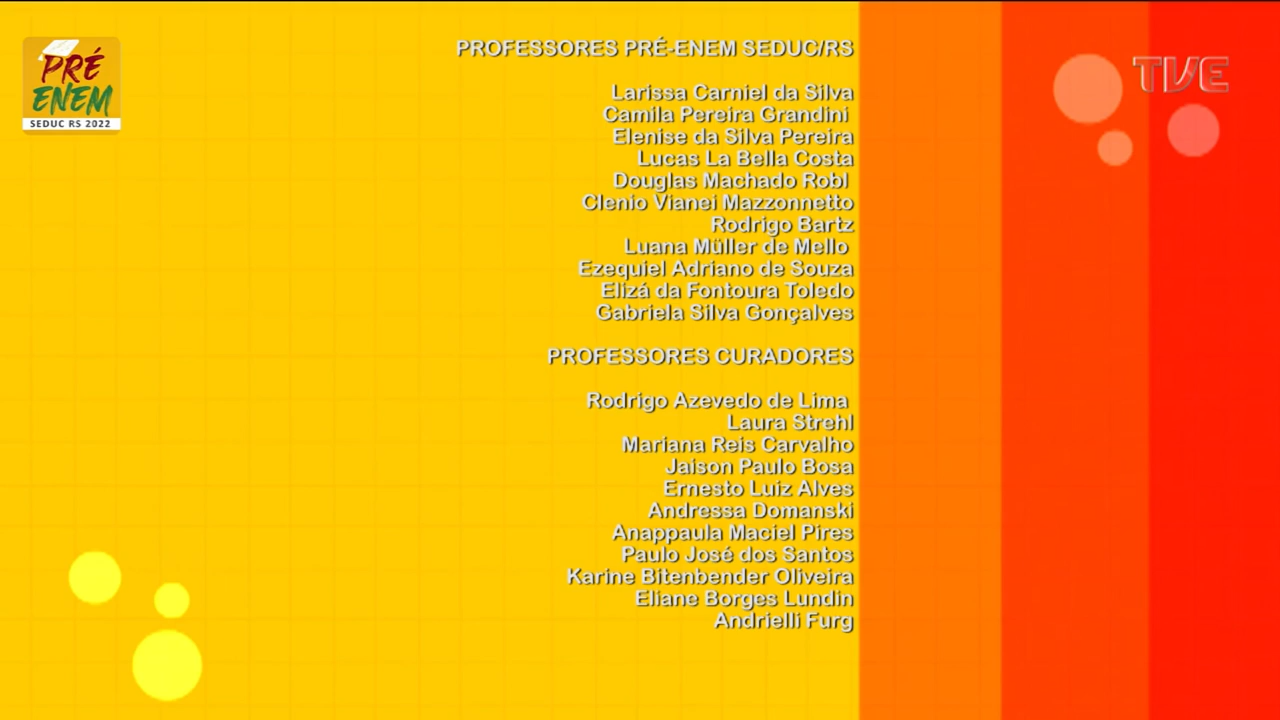 PRÉ
ENEM
SEDUC RS 2022
TVE
PROFESSORES PRÉ-ENEM SEDUC/RS
Larissa Carniel da Silva
Camila Pereira Grandini
Elenise da Silva Pereira
Lucas La Bella Costa
Douglas Machado Robl
Clenio Vianei Mazzonnetto
Rodrigo Bartz
Luana Müller de Mello
Ezequiel Adriano de Souza
Elizá da Fontoura Toledo
Gabriela Silva Gonçalves
PROFESSORES CURADORES
Rodrigo Azevedo de Lima
Laura Strehl
Mariana Reis Carvalho
Jaison Paulo Bosa
Ernesto Luiz Alves
Andressa Domanski
Anappaula Maciel Pires
Paulo José dos Santos
Karine Bitenbender Oliveira
Eliane Borges Lundin
Andrielli Furg